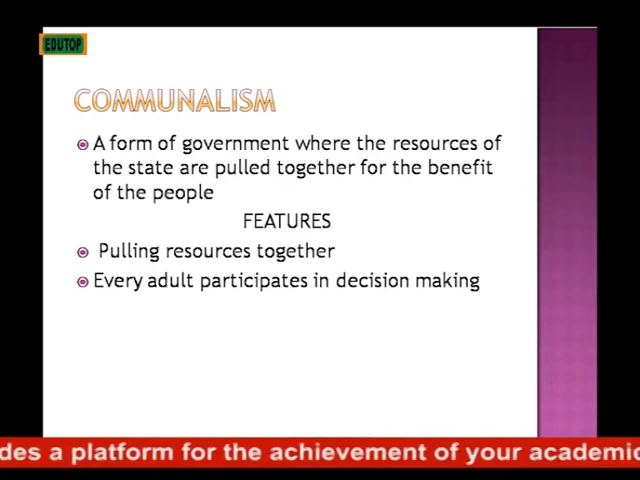 EDUTOP
COMMUNALISM
A form of government where the resources of
the state are pulled together for the benefit
of the people
FEATURES
Pulling resources together
Every adult participates in decision making
des a platform for the achievement of your academic